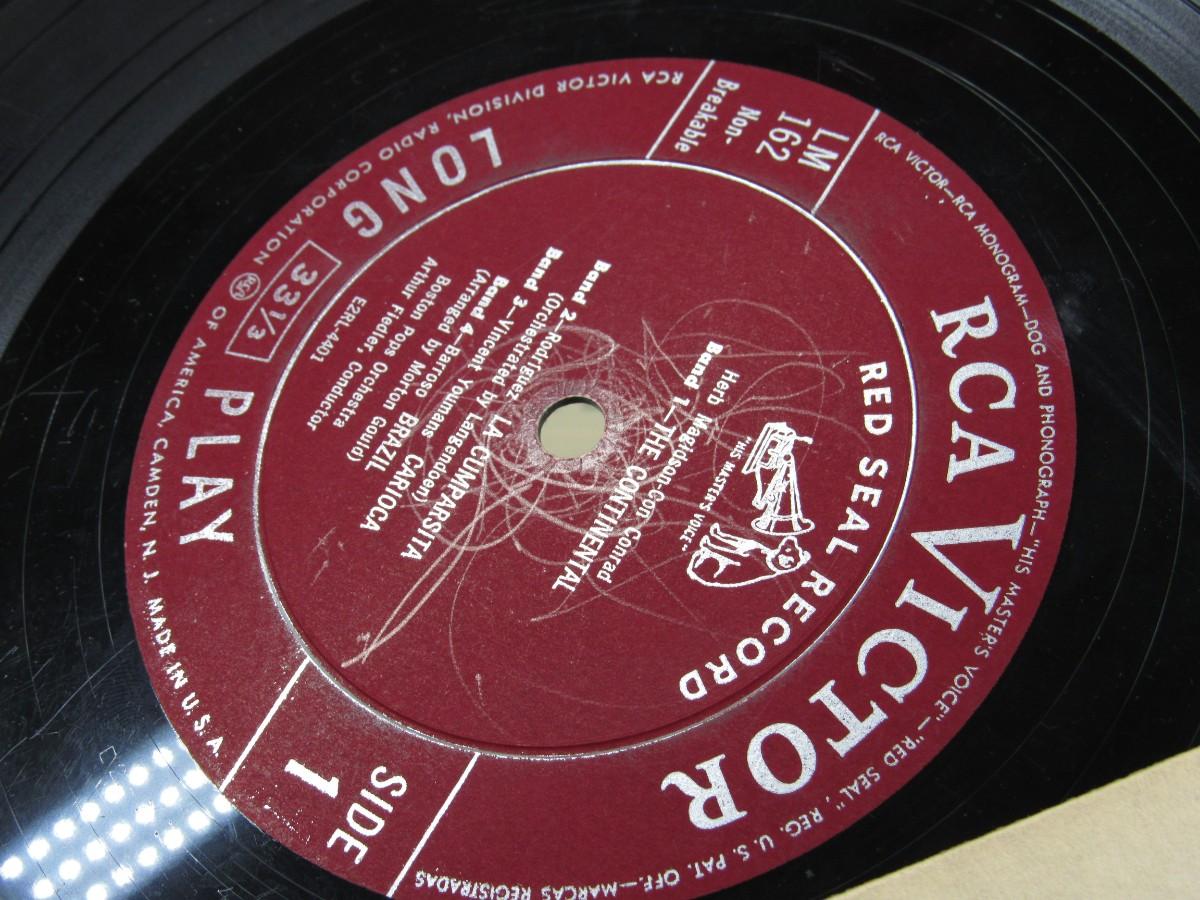 RCA VICTOR—RCA MONOGRAM—DOG AND PHONOGRAPH—"HIS MASTER'S VOICE"—"RED SEAL", REG. U. S. PAT. OFF.—MARCAS REGISTRADAS
RCA VICTOR
RED SEAL RECORD
"HIS MASTER'S VOICE"
LM
162
Non-
Breakable
SIDE
1
Herb Magidson-Con Conrad
Band 1—THE CONTINENTAL
Band 2—Rodriguez LA CUMPARSITA
(Orchestrated by Langendoen)
Band 3—Vincent Youmans CARIOCA
Band 4—Barroso BRAZIL
(Arranged by Morton Gould)
Boston Pops Orchestra
Arthur Fiedler, Conductor
E2RL-4401
LONG 33 1/3 PLAY
RCA VICTOR DIVISION, RADIO CORPORATION OF AMERICA, CAMDEN, N. J. MADE IN U. S. A.